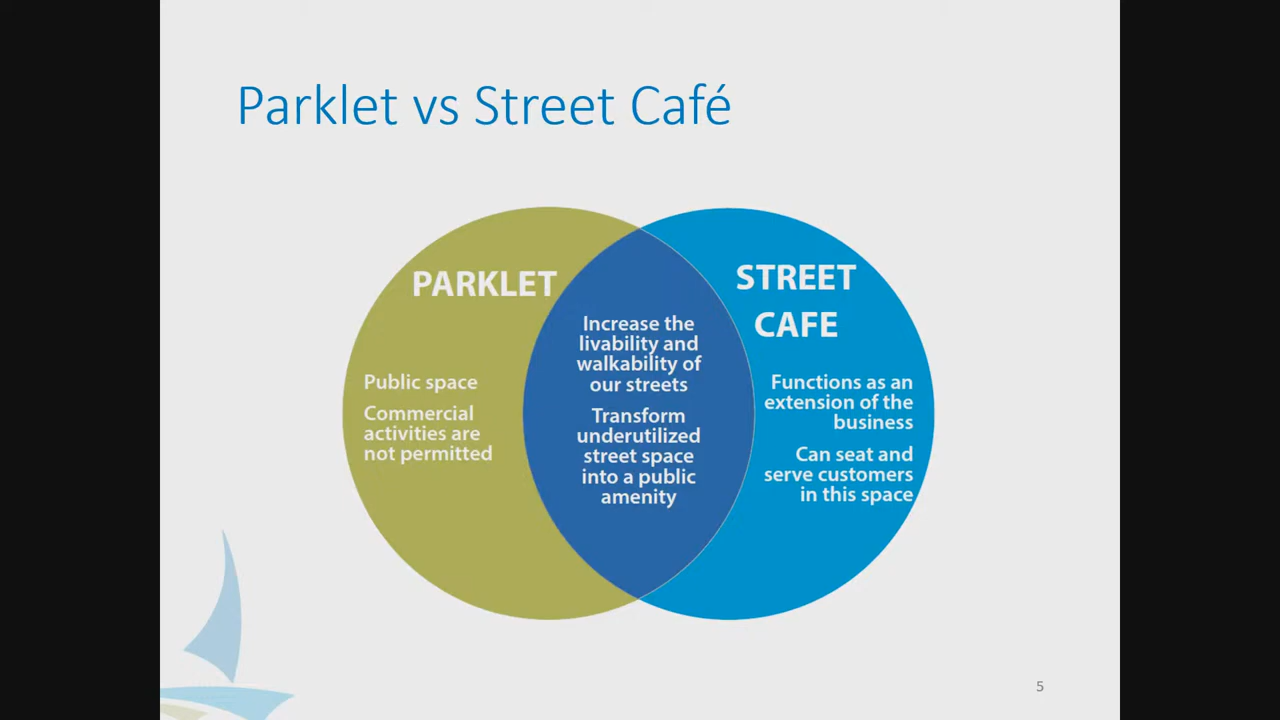 Parklet vs Street Café
PARKLET
Public space
Commercial
activities are
not permitted
Increase the
livability and
walkability of
our streets
Transform
underutilized
street space
into a public
amenity
STREET
CAFE
Functions as an
extension of the
business
Can seat and
serve customers
in this space
5